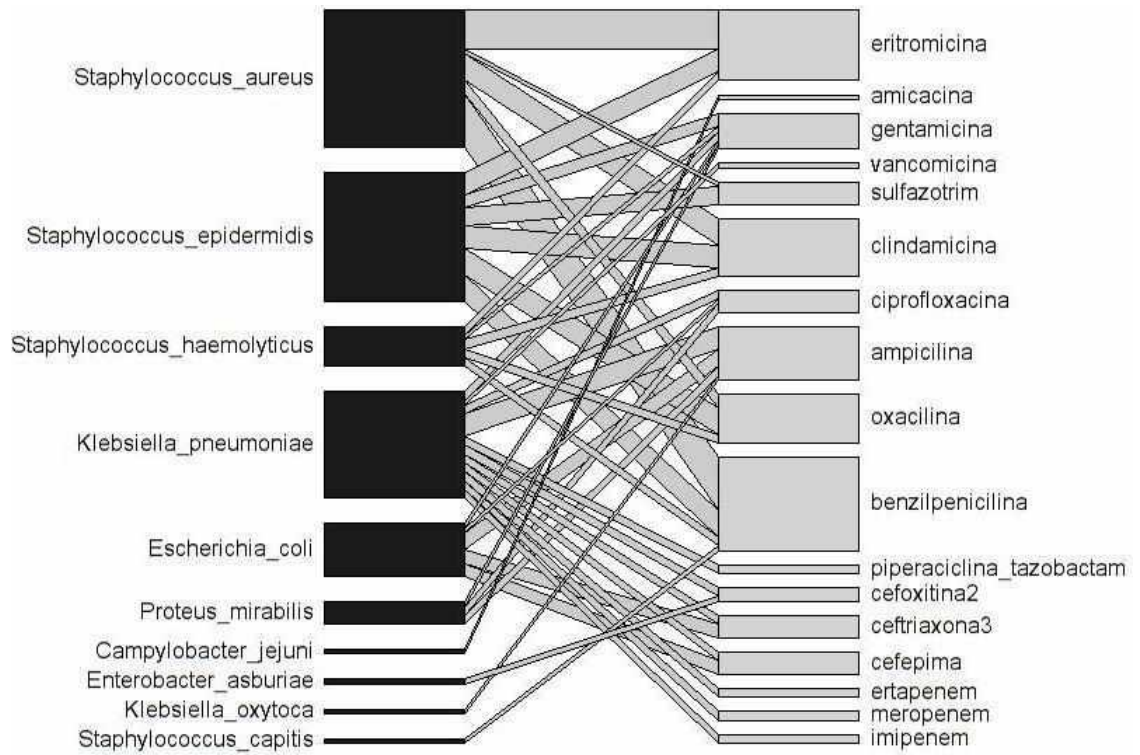 Staphylococcus_aureus
Staphylococcus_epidermidis
Staphylococcus_haemolyticus
Klebsiella_pneumoniae
Escherichia_coli
Proteus_mirabilis
Campylobacter_jejuni
Enterobacter_asburiae
Klebsiella_oxytoca
Staphylococcus_capitis
eritromicina
amicacina
gentamicina
vancomicina
sulfazotrim
clindamicina
ciprofloxacina
ampicilina
oxacilina
benzilpenicilina
piperaciclina_tazobactam
cefoxitina2
ceftriaxona3
cefepima
ertapenem
meropenem
imipenem